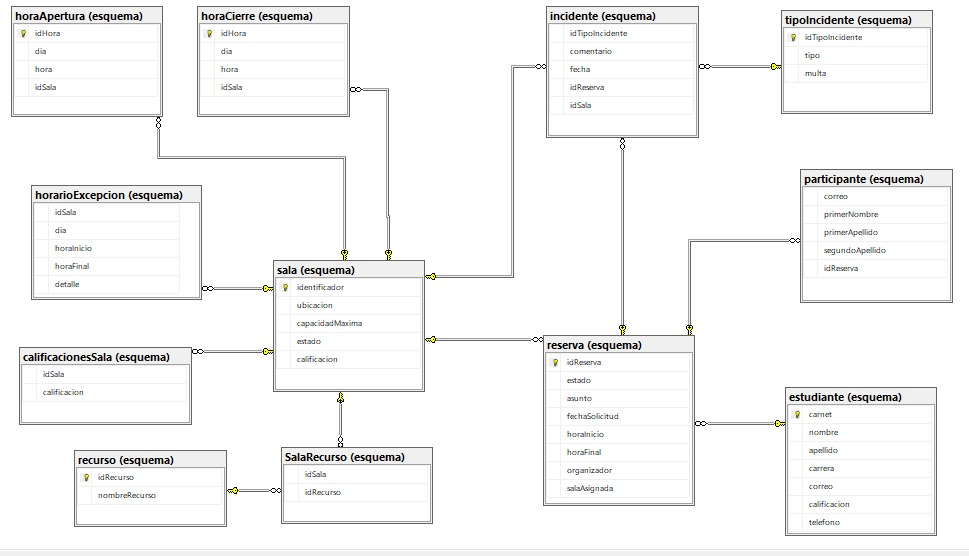 horaApertura (esquema)
idHora
dia
hora
idSala
horaCierre (esquema)
idHora
dia
hora
idSala
incidente (esquema)
idTipoIncidente
comentario
fecha
idReserva
idSala
tipoIncidente (esquema)
idTipoIncidente
tipo
multa
horarioExcepcion (esquema)
idSala
dia
horaInicio
horaFinal
detalle
participante (esquema)
correo
primerNombre
primerApellido
segundoApellido
idReserva
sala (esquema)
identificador
ubicacion
capacidadMaxima
estado
calificacion
calificacionesSala (esquema)
idSala
calificacion
reserva (esquema)
idReserva
estado
asunto
fechaSolicitud
horaInicio
horaFinal
organizador
salaAsignada
estudiante (esquema)
carnet
nombre
apellido
carrera
correo
calificacion
telefono
recurso (esquema)
idRecurso
nombreRecurso
SalaRecurso (esquema)
idSala
idRecurso